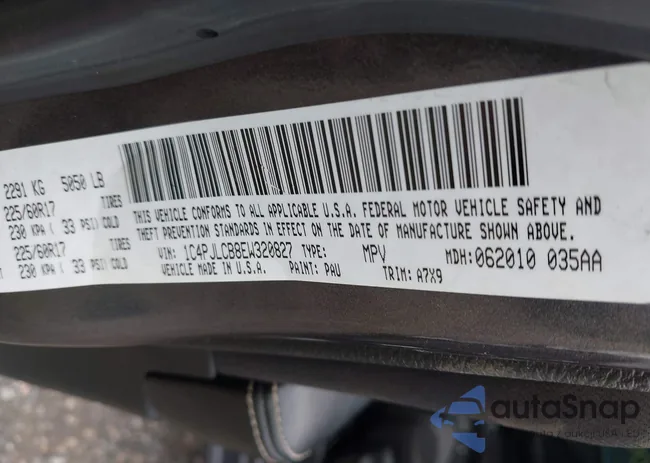 2291 KG 5050 LB
225/60R17 TIRES
230 KPA ( 33 PSI) COLD
225/60R17 TIRES
230 KPA ( 33 PSI) COLD
THIS VEHICLE CONFORMS TO ALL APPLICABLE U.S.A. FEDERAL MOTOR VEHICLE SAFETY AND
THEFT PREVENTION STANDARDS IN EFFECT ON THE DATE OF MANUFACTURE SHOWN ABOVE.
VIN: 1C4PJLCB8EW320827 TYPE: MPV MDH:062010 035AA
VEHICLE MADE IN U.S.A. PAINT: PAU TRIM: A7X9
autaSnap